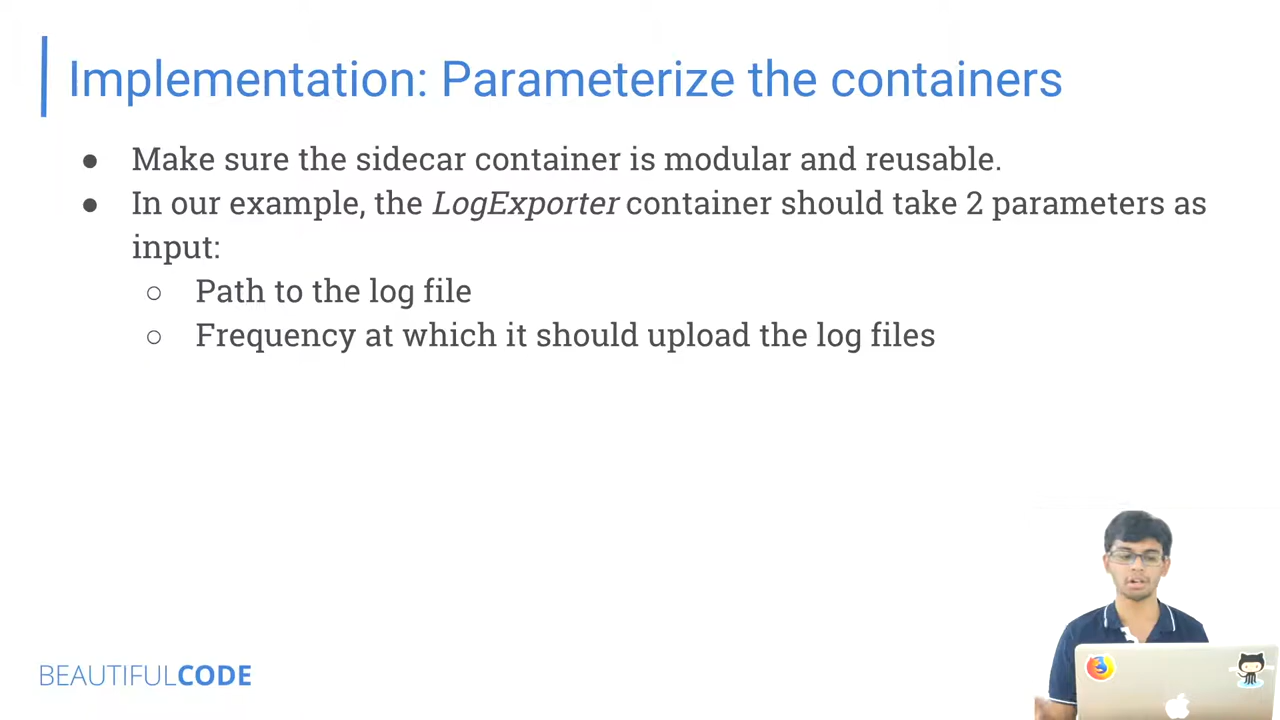 Implementation: Parameterize the containers
● Make sure the sidecar container is modular and reusable.
● In our example, the LogExporter container should take 2 parameters as
input:
○ Path to the log file
○ Frequency at which it should upload the log files
BEAUTIFULCODE